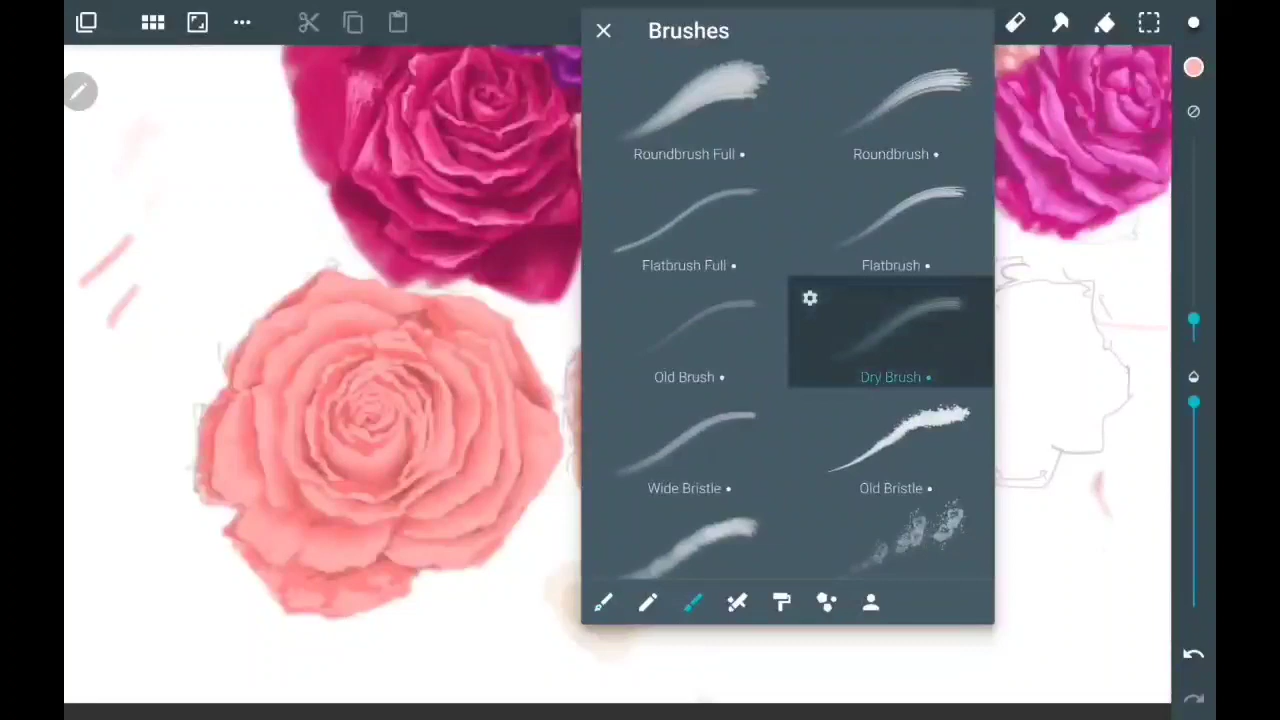 Brushes
Roundbrush Full •
Roundbrush •
Flatbrush Full •
Flatbrush •
Old Brush •
Dry Brush •
Wide Bristle •
Old Bristle •